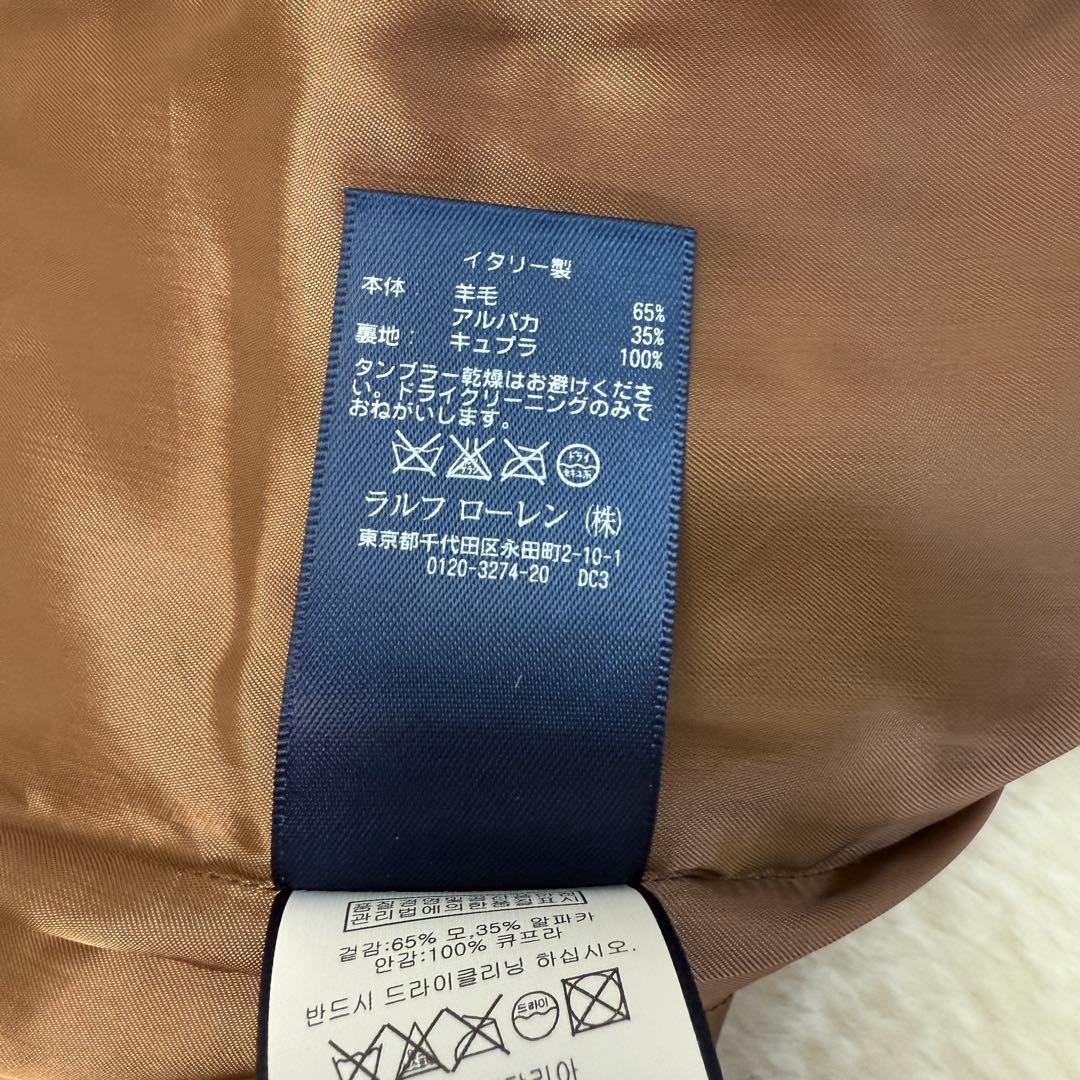 イタリー製
本体 羊毛 65%
アルパカ 35%
裏地: キュプラ 100%
タンブラー乾燥はお避けくださ
い。ドライクリーニングのみで
おねがいします。
ドライ
セキユ系
ラルフ ローレン (株)
東京都千代田区永田町2-10-1
0120-3274-20 DC3
관리법에의한품질표시
겉감:65% 모,35% 알파카
안감:100% 큐프라
반드시 드라이클리닝 하십시오.
드라이